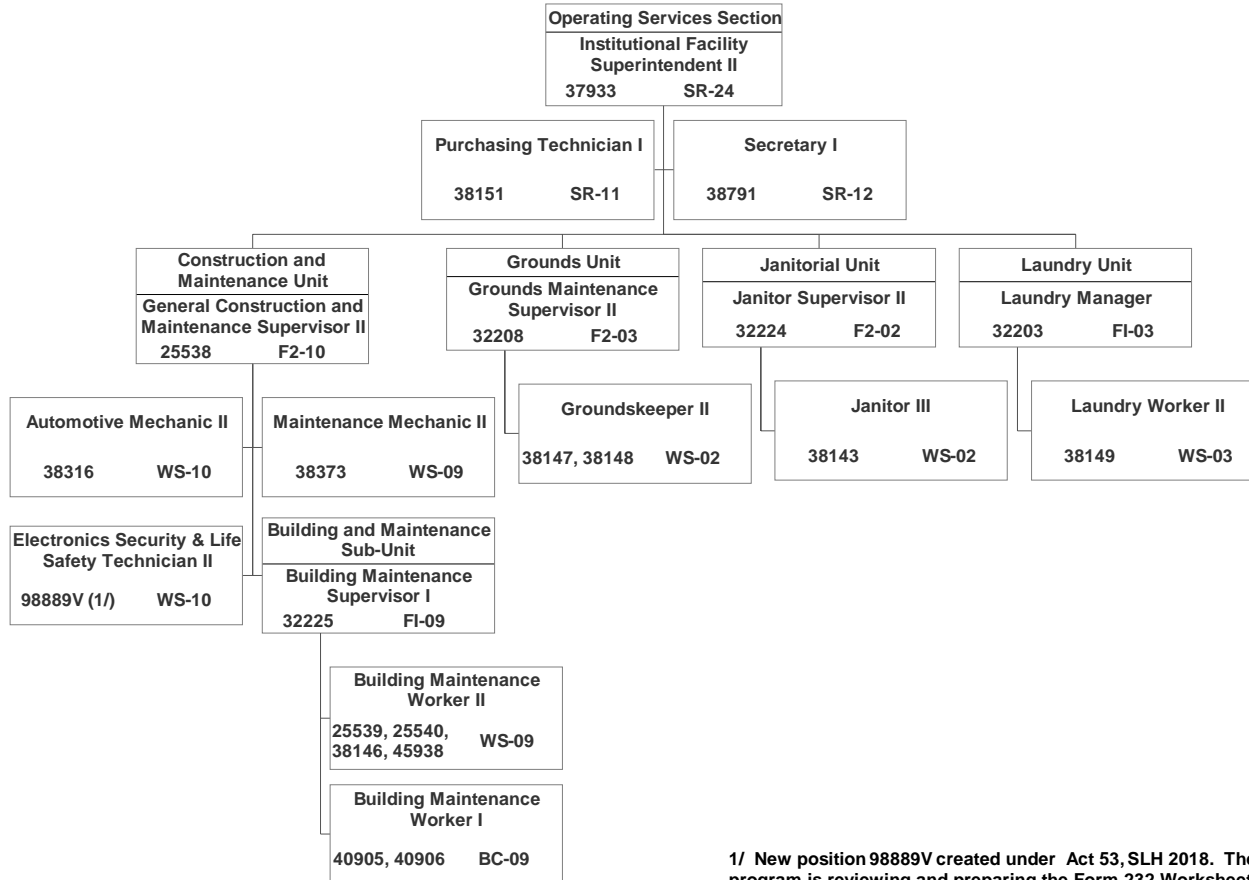 Operating Services Section
Institutional Facility
Superintendent II
37933 SR-24
Purchasing Technician I
38151 SR-11
Secretary I
38791 SR-12
Construction and
Maintenance Unit
General Construction and
Maintenance Supervisor II
25538 F2-10
Grounds Unit
Grounds Maintenance
Supervisor II
32208 F2-03
Janitorial Unit
Janitor Supervisor II
32224 F2-02
Laundry Unit
Laundry Manager
32203 FI-03
Automotive Mechanic II
38316 WS-10
Maintenance Mechanic II
38373 WS-09
Groundskeeper II
38147, 38148 WS-02
Janitor III
38143 WS-02
Laundry Worker II
38149 WS-03
Electronics Security & Life
Safety Technician II
98889V (1/) WS-10
Building and Maintenance
Sub-Unit
Building Maintenance
Supervisor I
32225 FI-09
Building Maintenance
Worker II
25539, 25540,
38146, 45938 WS-09
Building Maintenance
Worker I
40905, 40906 BC-09
1/ New position 98889V created under Act 53, SLH 2018. The
program is reviewing and preparing the Form 232 Worksheet